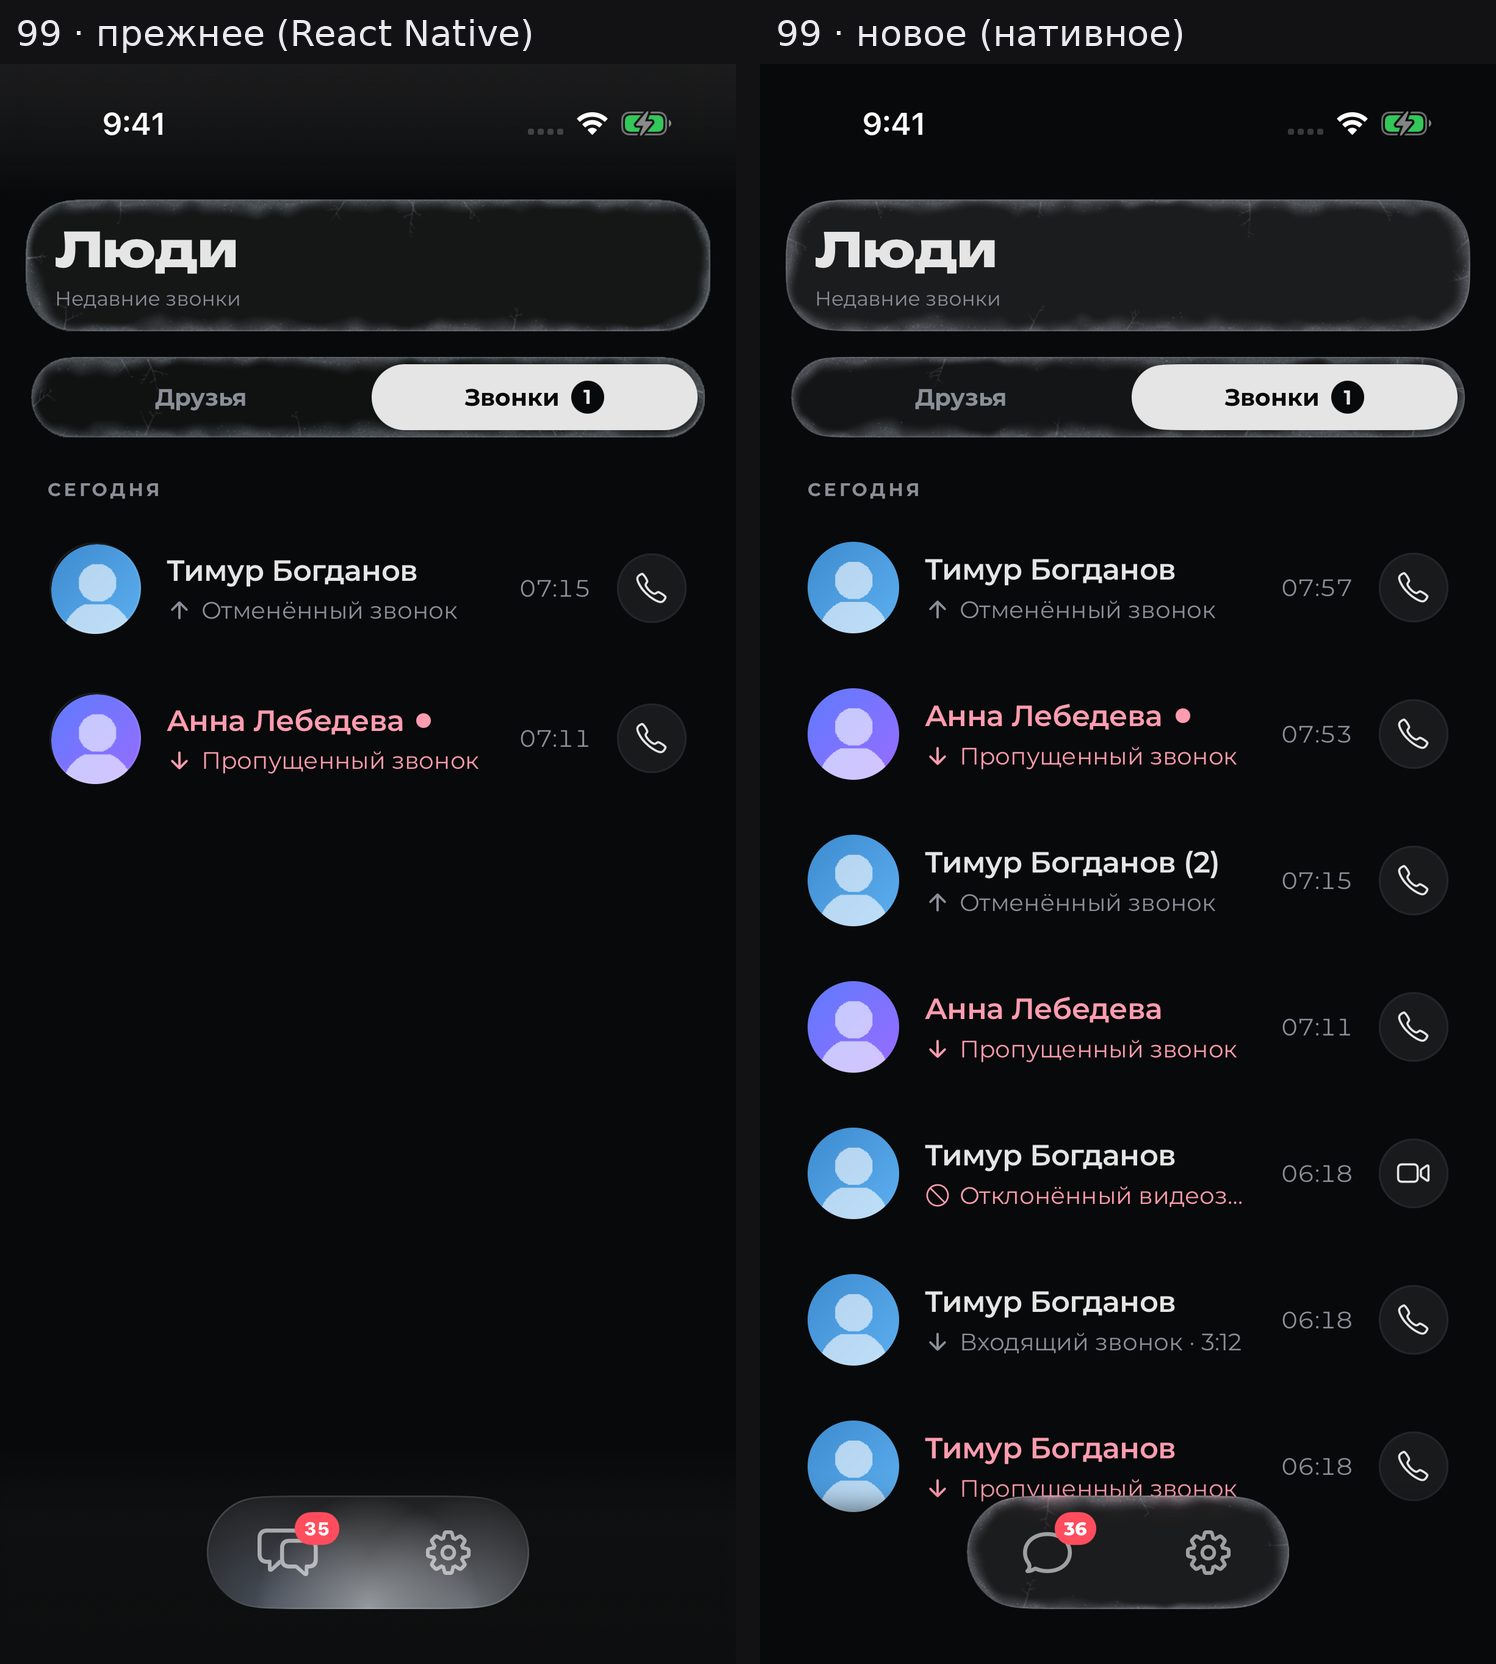 99 · прежнее (React Native)
9:41
Люди
Недавние звонки
Друзья
Звонки 1
СЕГОДНЯ
Тимур Богданов
↑ Отменённый звонок
07:15
Анна Лебедева
↓ Пропущенный звонок
07:11
35
99 · новое (нативное)
9:41
Люди
Недавние звонки
Друзья
Звонки 1
СЕГОДНЯ
Тимур Богданов
↑ Отменённый звонок
07:57
Анна Лебедева
↓ Пропущенный звонок
07:53
Тимур Богданов (2)
↑ Отменённый звонок
07:15
Анна Лебедева
↓ Пропущенный звонок
07:11
Тимур Богданов
Отклонённый видеоз...
06:18
Тимур Богданов
↓ Входящий звонок · 3:12
06:18
Тимур Богданов
↓ Пропущенный звонок
06:18
36